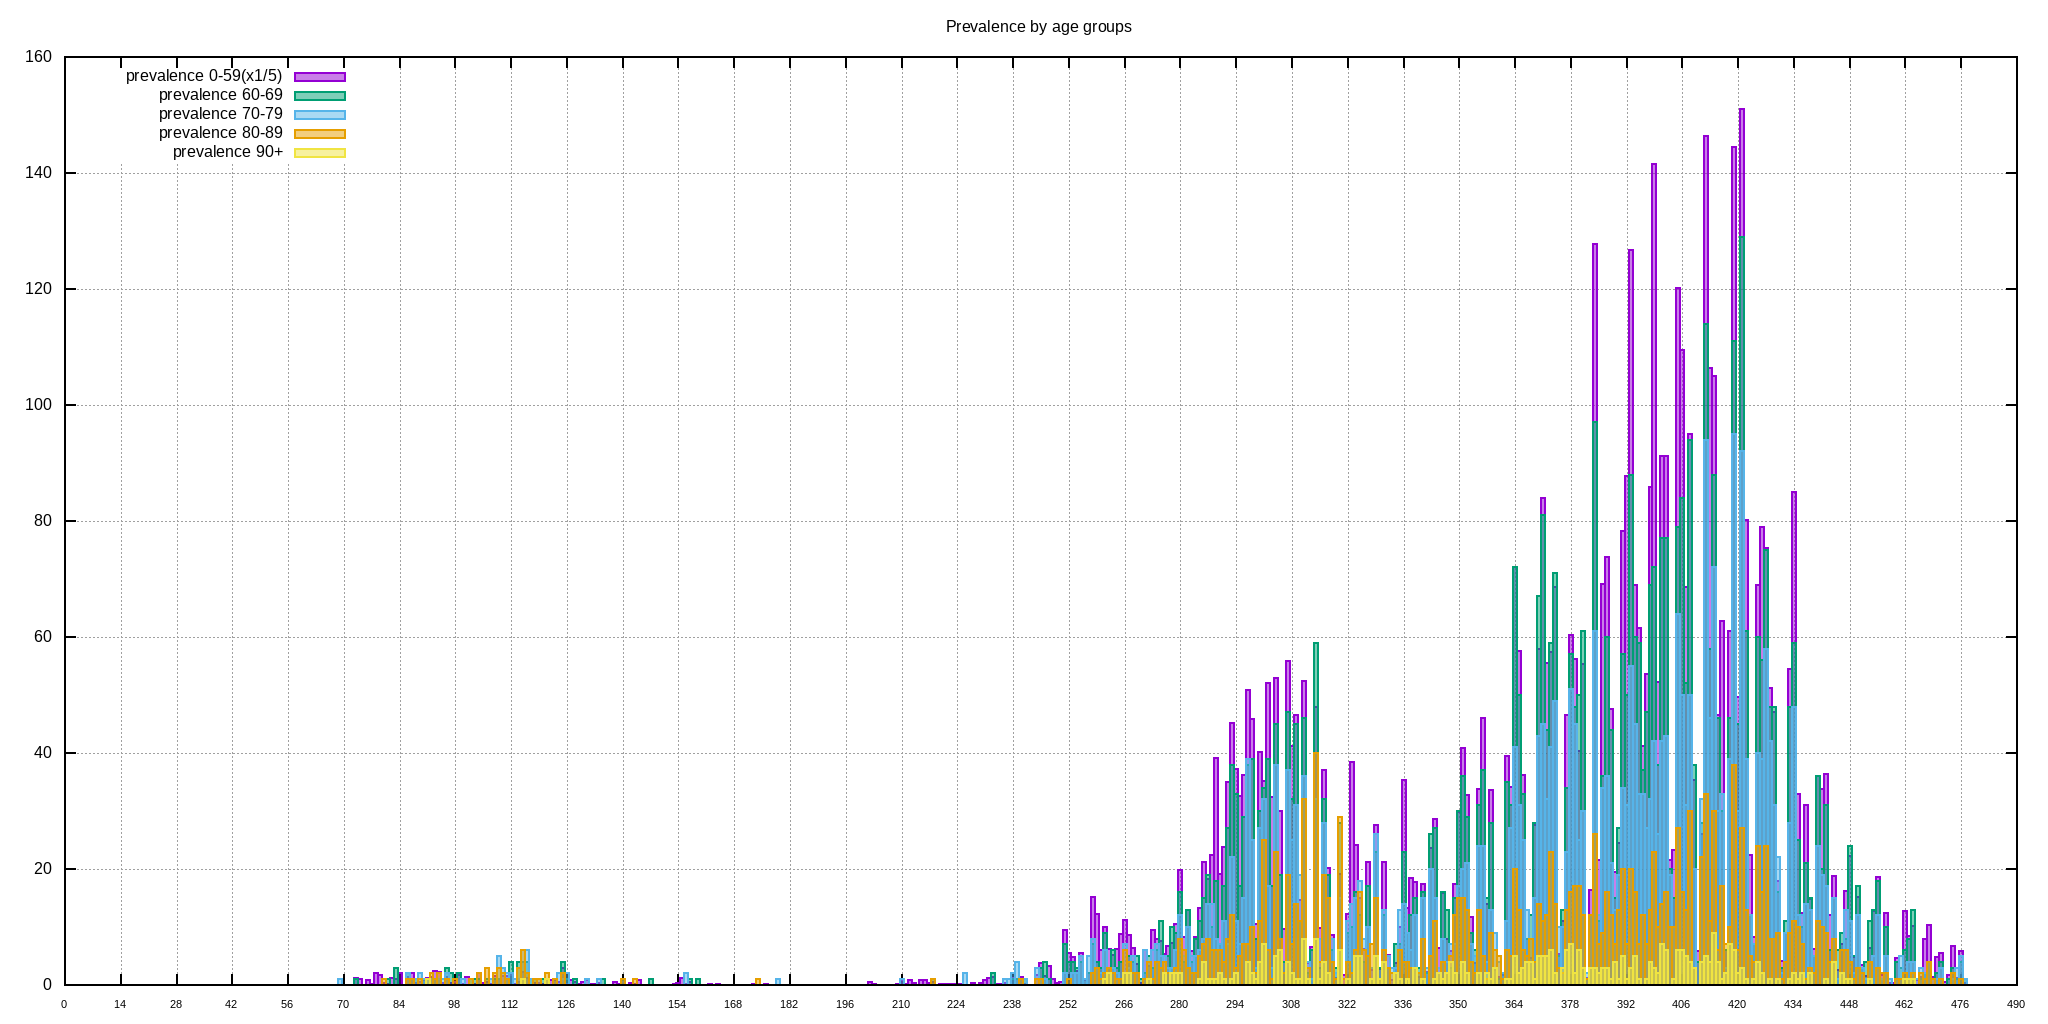 Prevalence by age groups
160
prevalence 0-59(x1/5)
prevalence 60-69
prevalence 70-79
prevalence 80-89
prevalence 90+
140
120
100
80
60
40
20
0
0 14 28 42 56 70 84 98 112 126 140 154 168 182 196 210 224 238 252 266 280 294 308 322 336 350 364 378 392 406 420 434 448 462 476 490